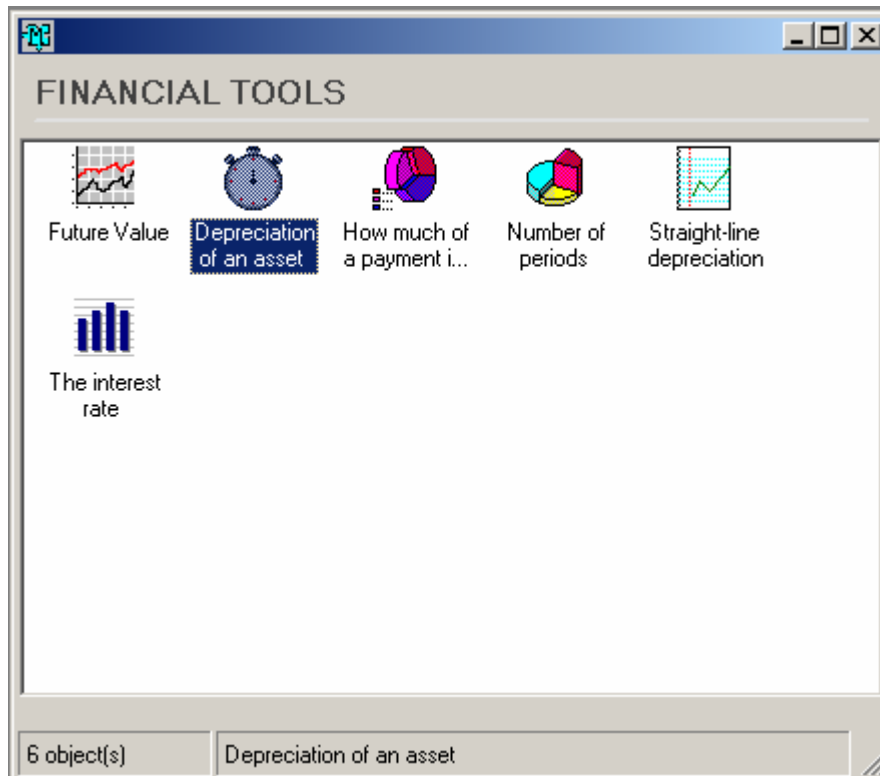 FINANCIAL TOOLS
Future Value
Depreciation
of an asset
How much of
a payment i...
Number of
periods
Straight-line
depreciation
The interest
rate
6 object(s)
Depreciation of an asset